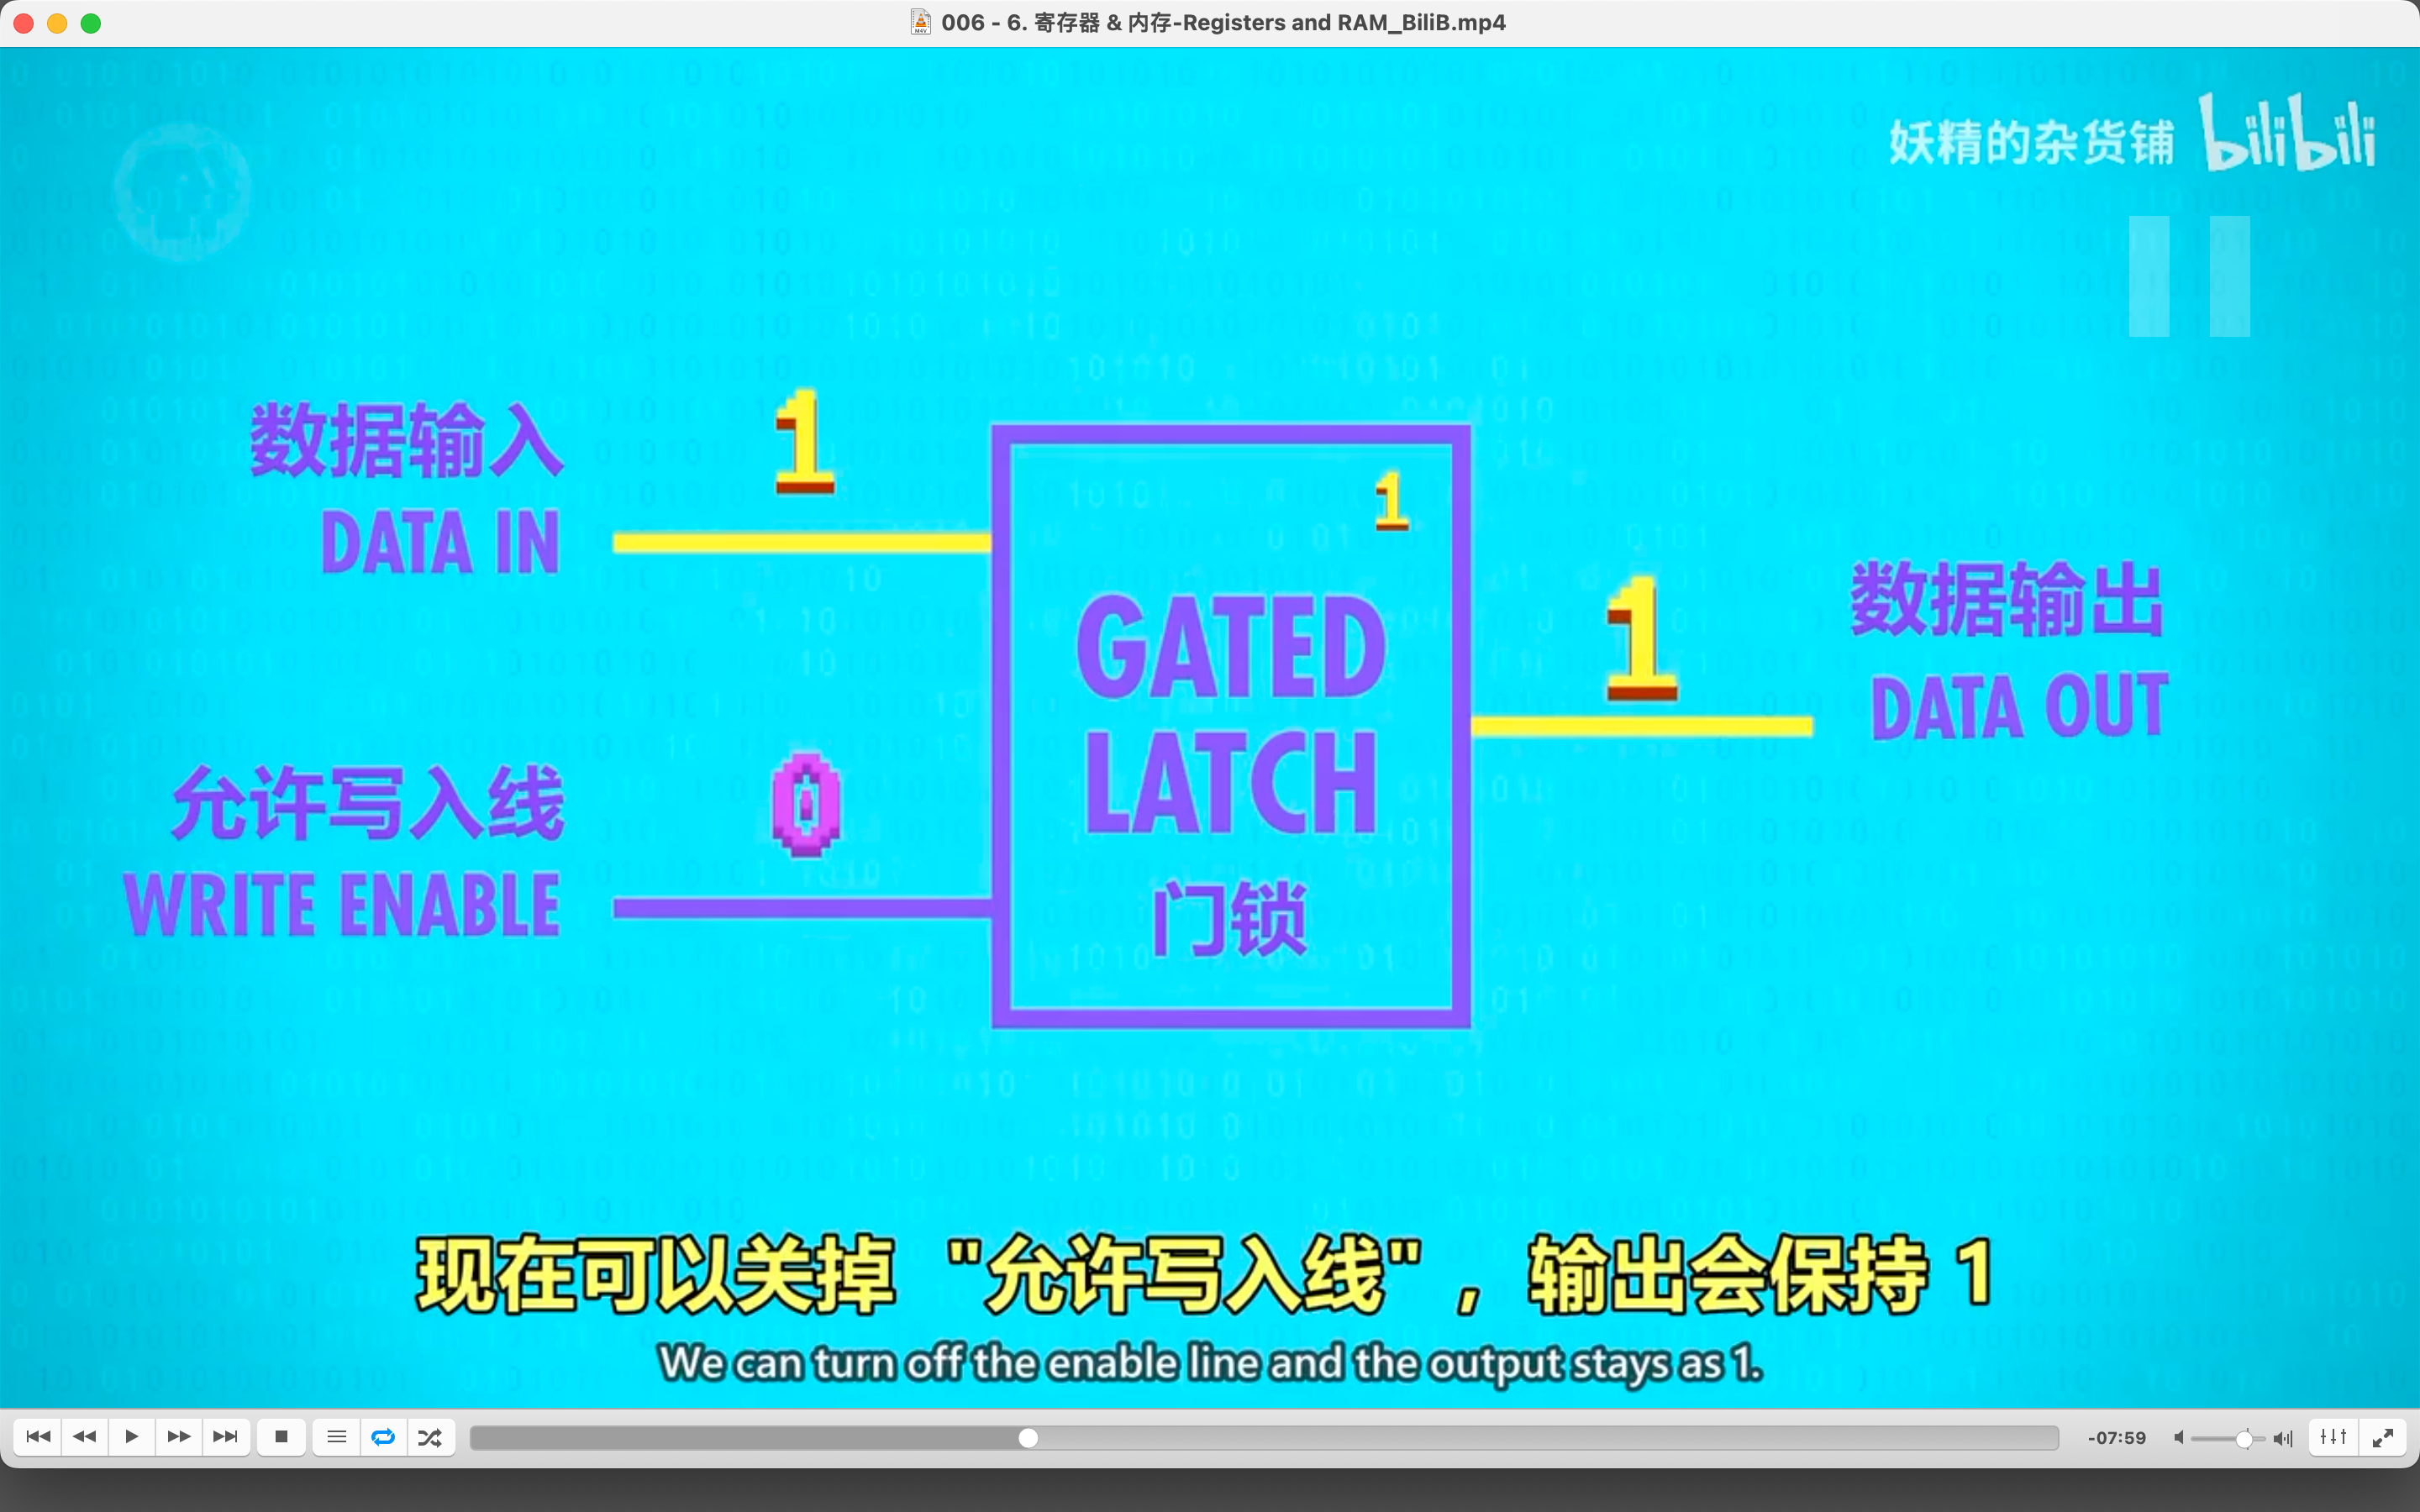 006 - 6. 寄存器 & 内存-Registers and RAM_BiliB.mp4
妖精的杂货铺 bilibili
数据输入
DATA IN
1
1
GATED
LATCH
门锁
允许写入线
WRITE ENABLE
0
1
数据输出
DATA OUT
现在可以关掉 "允许写入线"，输出会保持 1
We can turn off the enable line and the output stays as 1.
-07:59